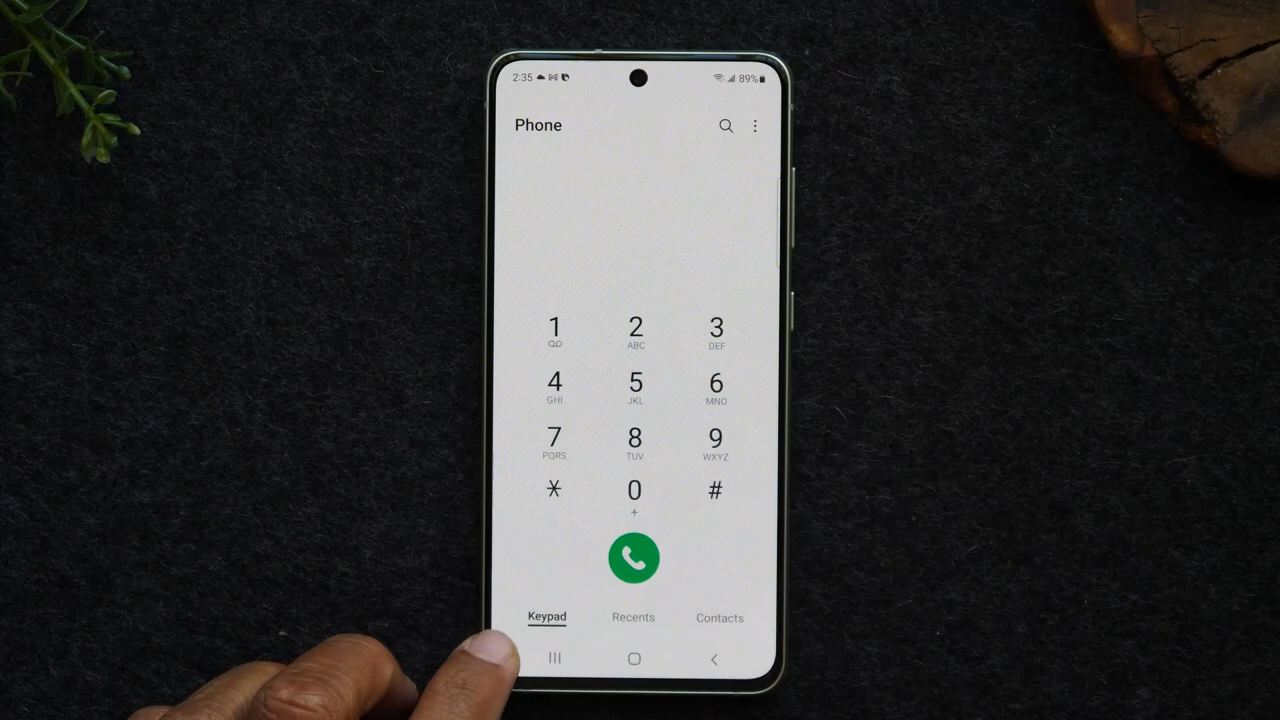 2:35 89%
Phone
1 2 3
ABC DEF
4 5 6
GHI JKL MNO
7 8 9
PQRS TUV WXYZ
* 0 #
+
Keypad Recents Contacts